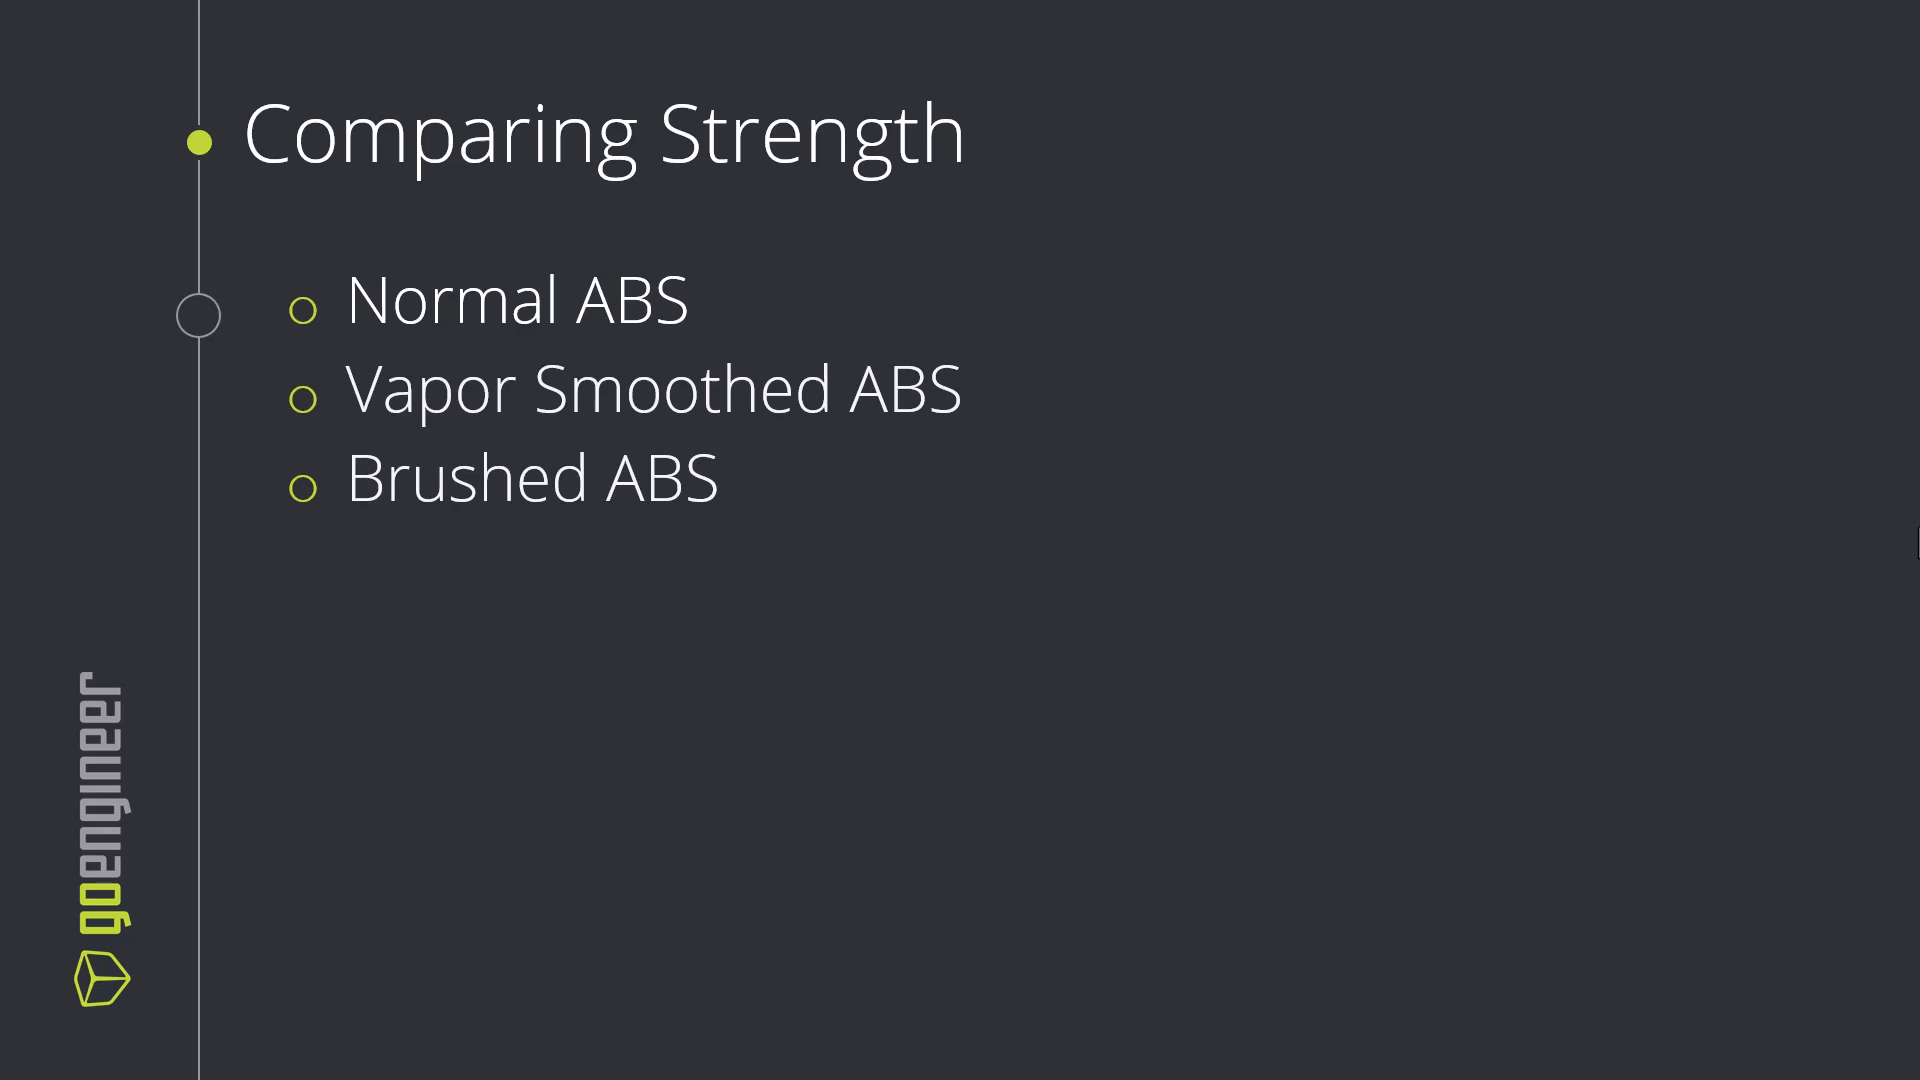 Comparing Strength
Normal ABS
Vapor Smoothed ABS
Brushed ABS
goengineer